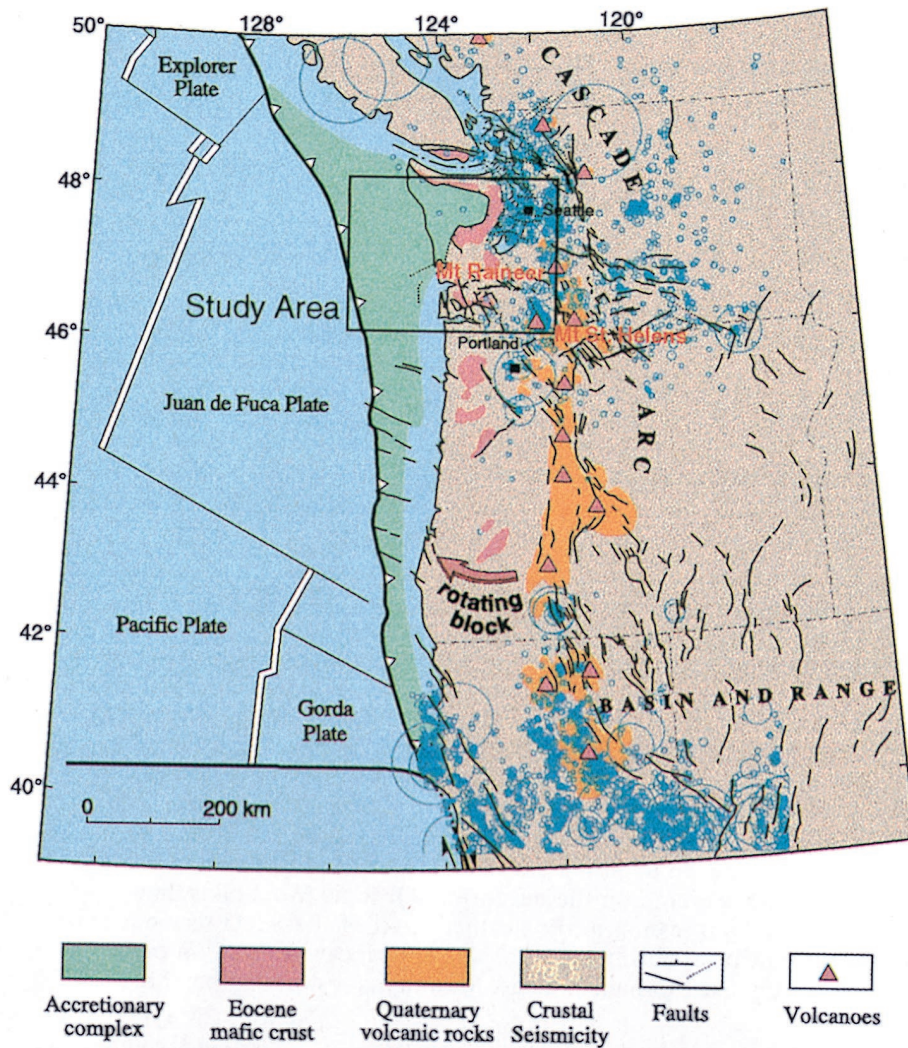 50°
128°
124°
120°
Explorer
Plate
CASCADE
48°
Seattle
Mt Raineer
Study Area
46°
Portland
Mt St. Helens
Juan de Fuca Plate
ARC
44°
rotating
block
42°
Pacific Plate
Gorda
Plate
BASIN AND RANGE
40°
0 200 km
Accretionary
complex
Eocene
mafic crust
Quaternary
volcanic rocks
Crustal
Seismicity
Faults
Volcanoes